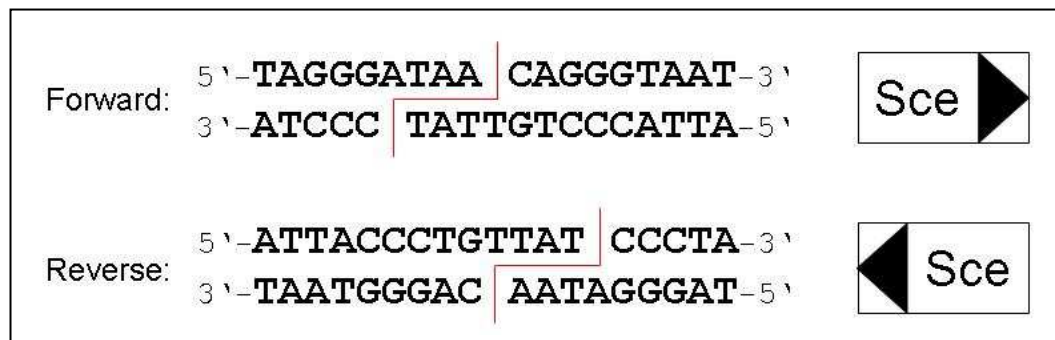 5'-TAGGGATAA CAGGGTAAT-3'
Forward:
3'-ATCCC TATTGTCCCATTA-5'
Sce
5'-ATTACCCTGTTAT CCCTA-3'
Reverse:
3'-TAATGGGAC AATAGGGAT-5'
Sce